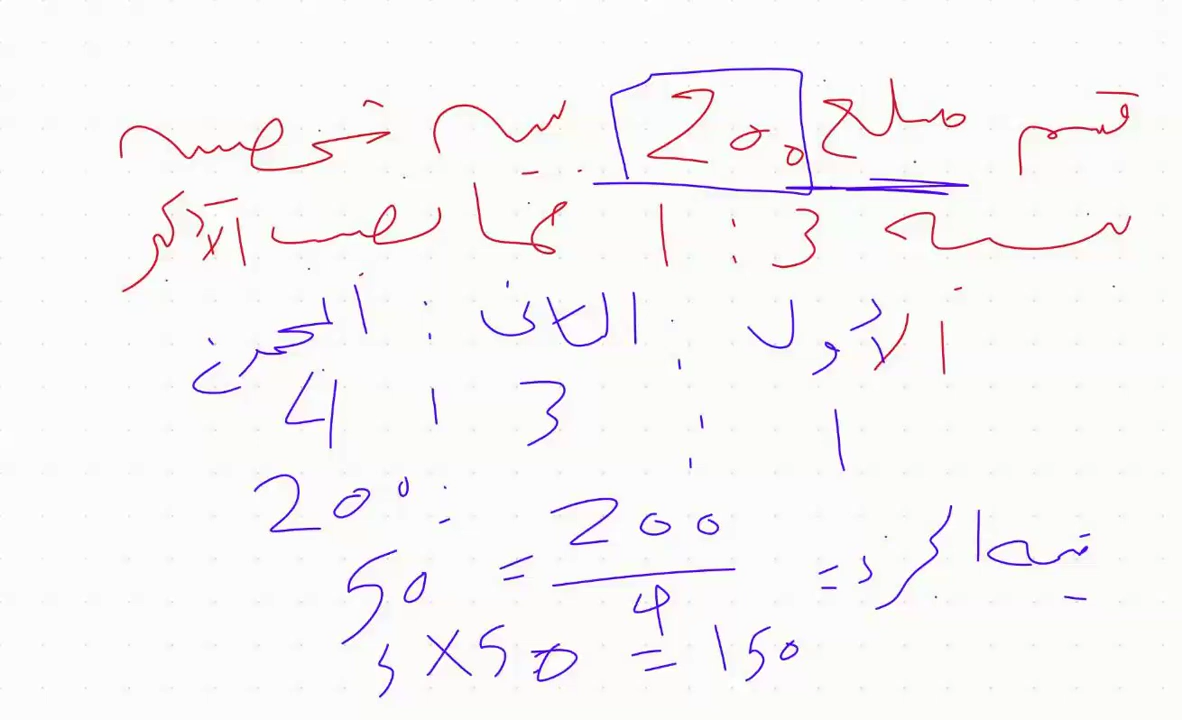 قسم مبلغ 200 بين شخصين
بنسبة 3 : 1 فما نصيب الأكبر
الأول : الثاني : المجموع
1 : 3 : 4
200 :
قيمة الجزء = 200 / 4 = 50
3 × 50 = 150